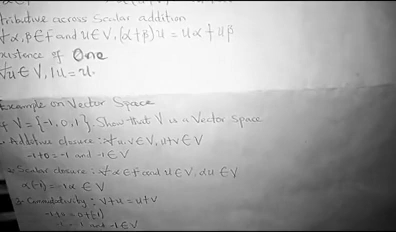 tributive across Scalar addition
∀ α, β ∈ f and u ∈ V, (α+β)u = uα + uβ
xistence of One
∀u ∈ V, 1u = u.
Example on Vector Space
If V = {-1, 0, 1}. Show that V is a Vector Space
Additive closure: ∀ u, v ∈ V, u+v ∈ V
-1+0 = -1 and -1 ∈ V
Scalar closure: ∀ α ∈ f and u ∈ V, αu ∈ V
α(-1) = -1α ∈ V
3. Commutativity: v+u = u+v
-1+0 = 0+(-1)
-1 ∈ V